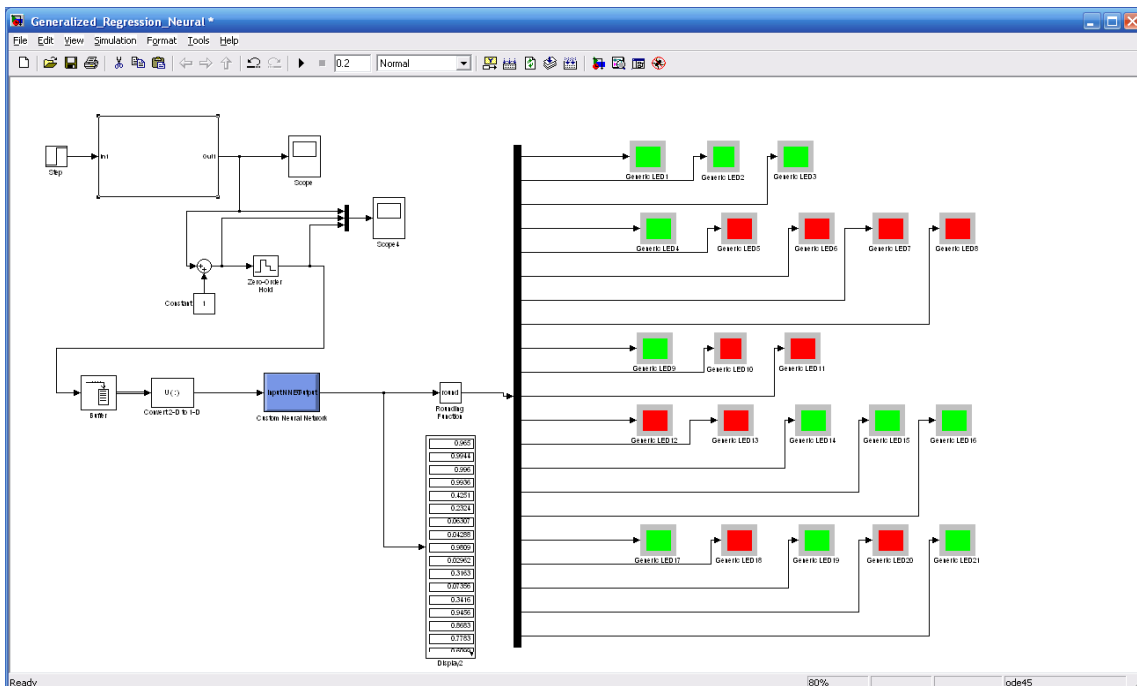 Generalized_Regression_Neural *
File Edit View Simulation Format Tools Help
0.2 Normal
Step
In1 Out1
Scope
Scope4
Constant
1
Zero-Order
Hold
Buffer
U( : )
Convert 2-D to 1-D
Custom Neural Network
round
Rounding
Function
0.965
0.9944
0.996
0.9936
0.4251
0.2324
0.06307
0.04288
0.9809
0.02962
0.3163
0.07386
0.3416
0.9456
0.8683
0.7783
Display2
Generic LED1 Generic LED2 Generic LED3
Generic LED4 Generic LED5 Generic LED6 Generic LED7 Generic LED8
Generic LED9 Generic LED10 Generic LED11
Generic LED12 Generic LED13 Generic LED14 Generic LED15 Generic LED16
Generic LED17 Generic LED18 Generic LED19 Generic LED20 Generic LED21
Ready 80% ode45